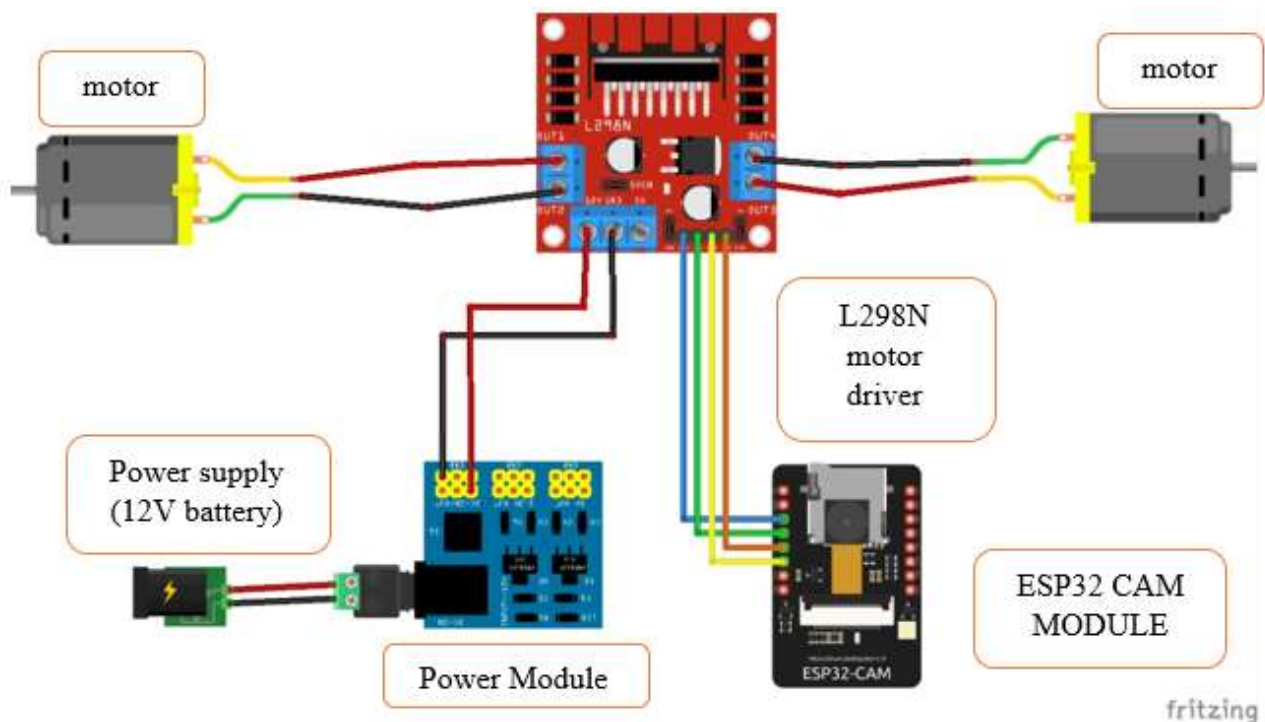 motor
motor
L298N
OUT1
OUT2
OUT4
OUT3
L298N
motor
driver
Power supply
(12V battery)
Power Module
ESP32-CAM
ESP32 CAM
MODULE
fritzing